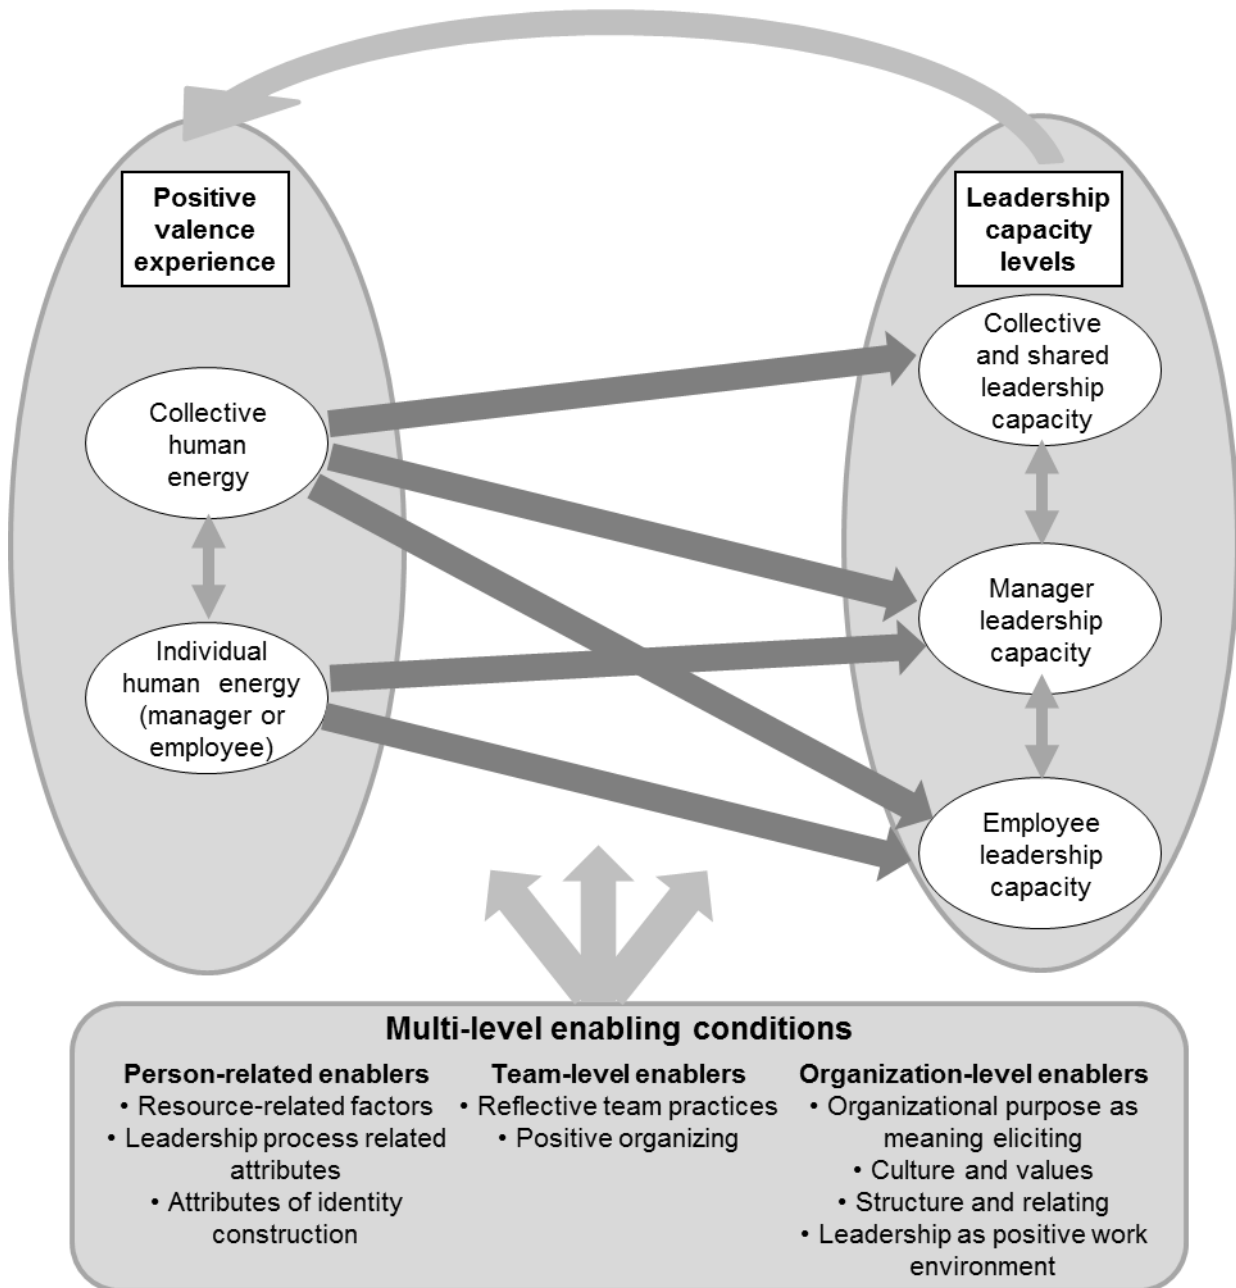 Positive
valence
experience
Leadership
capacity
levels
Collective
human
energy
Individual
human energy
(manager or
employee)
Collective
and shared
leadership
capacity
Manager
leadership
capacity
Employee
leadership
capacity
Multi-level enabling conditions
Person-related enablers
• Resource-related factors
• Leadership process related
attributes
• Attributes of identity
construction
Team-level enablers
• Reflective team practices
• Positive organizing
Organization-level enablers
• Organizational purpose as
meaning eliciting
• Culture and values
• Structure and relating
• Leadership as positive work
environment